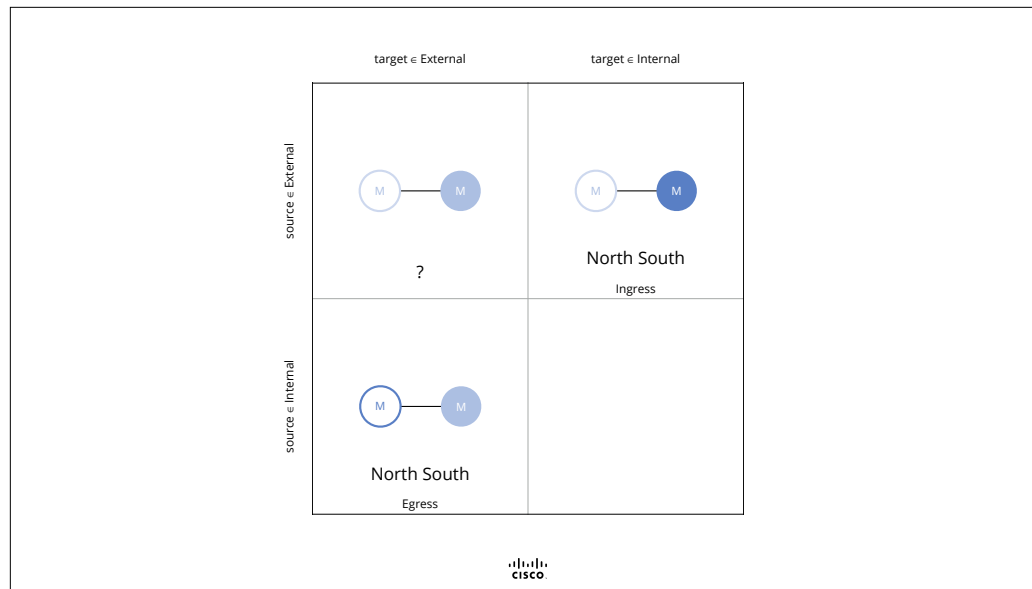 target ∈ External
target ∈ Internal
source ∈ External
M M
M M
?
North South
Ingress
source ∈ Internal
M M
North South
Egress
CISCO